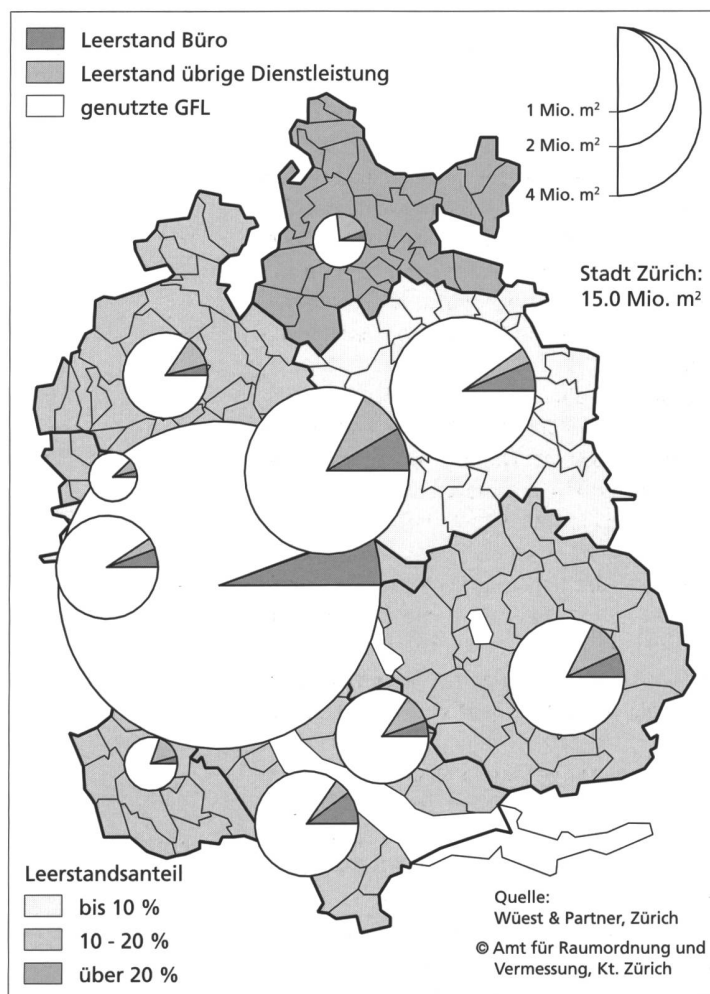 Leerstand Büro
Leerstand übrige Dienstleistung
genutzte GFL
1 Mio. m²
2 Mio. m²
4 Mio. m²
Stadt Zürich:
15.0 Mio. m²
Leerstandsanteil
bis 10 %
10 - 20 %
über 20 %
Quelle:
Wüest & Partner, Zürich
© Amt für Raumordnung und
Vermessung, Kt. Zürich